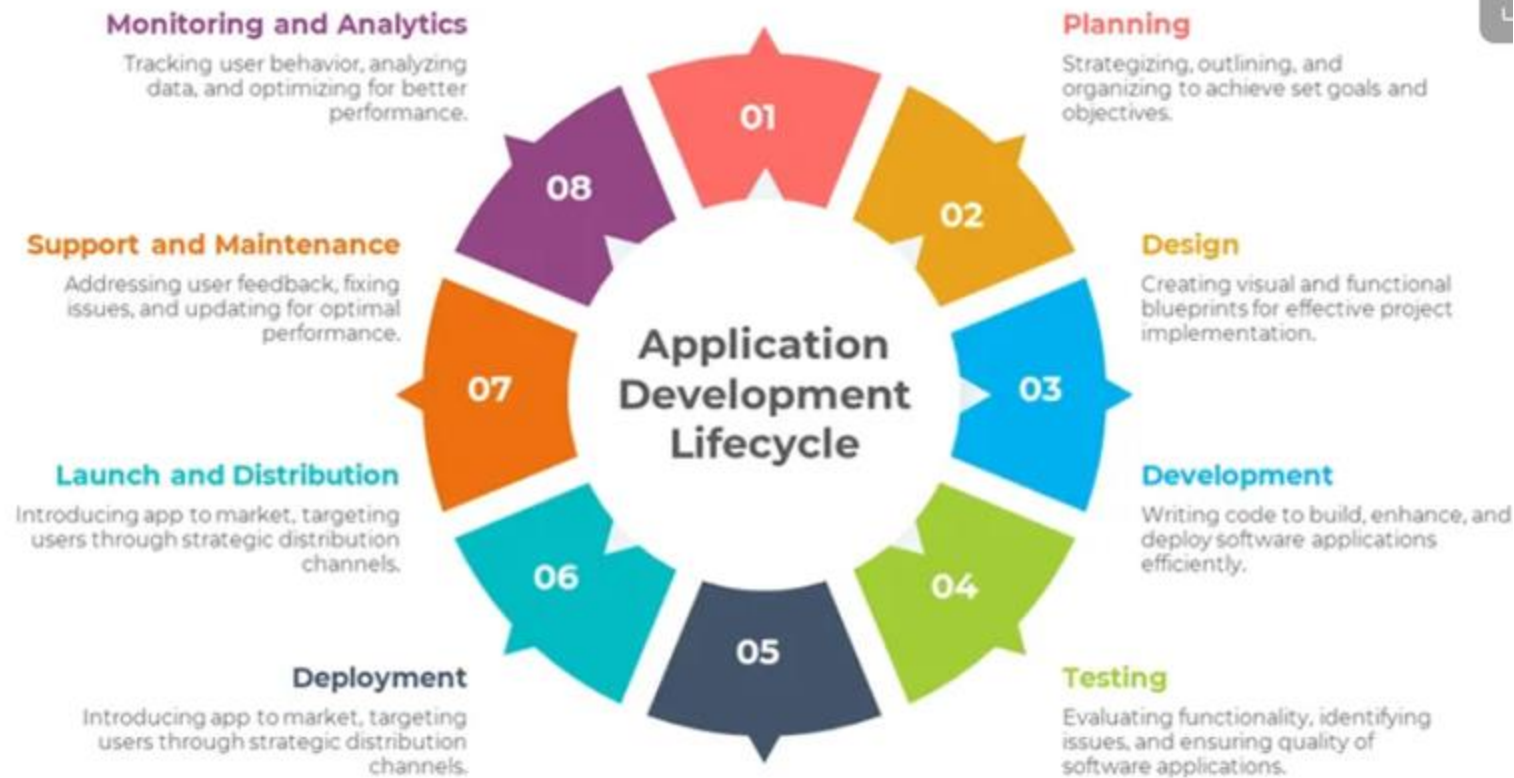 Monitoring and Analytics
Tracking user behavior, analyzing
data, and optimizing for better
performance.
Support and Maintenance
Addressing user feedback, fixing
issues, and updating for optimal
performance.
Launch and Distribution
Introducing app to market, targeting
users through strategic distribution
channels.
Deployment
Introducing app to market, targeting
users through strategic distribution
channels.
01
02
03
04
05
06
07
08
Application
Development
Lifecycle
Planning
Strategizing, outlining, and
organizing to achieve set goals and
objectives.
Design
Creating visual and functional
blueprints for effective project
implementation.
Development
Writing code to build, enhance, and
deploy software applications
efficiently.
Testing
Evaluating functionality, identifying
issues, and ensuring quality of
software applications.